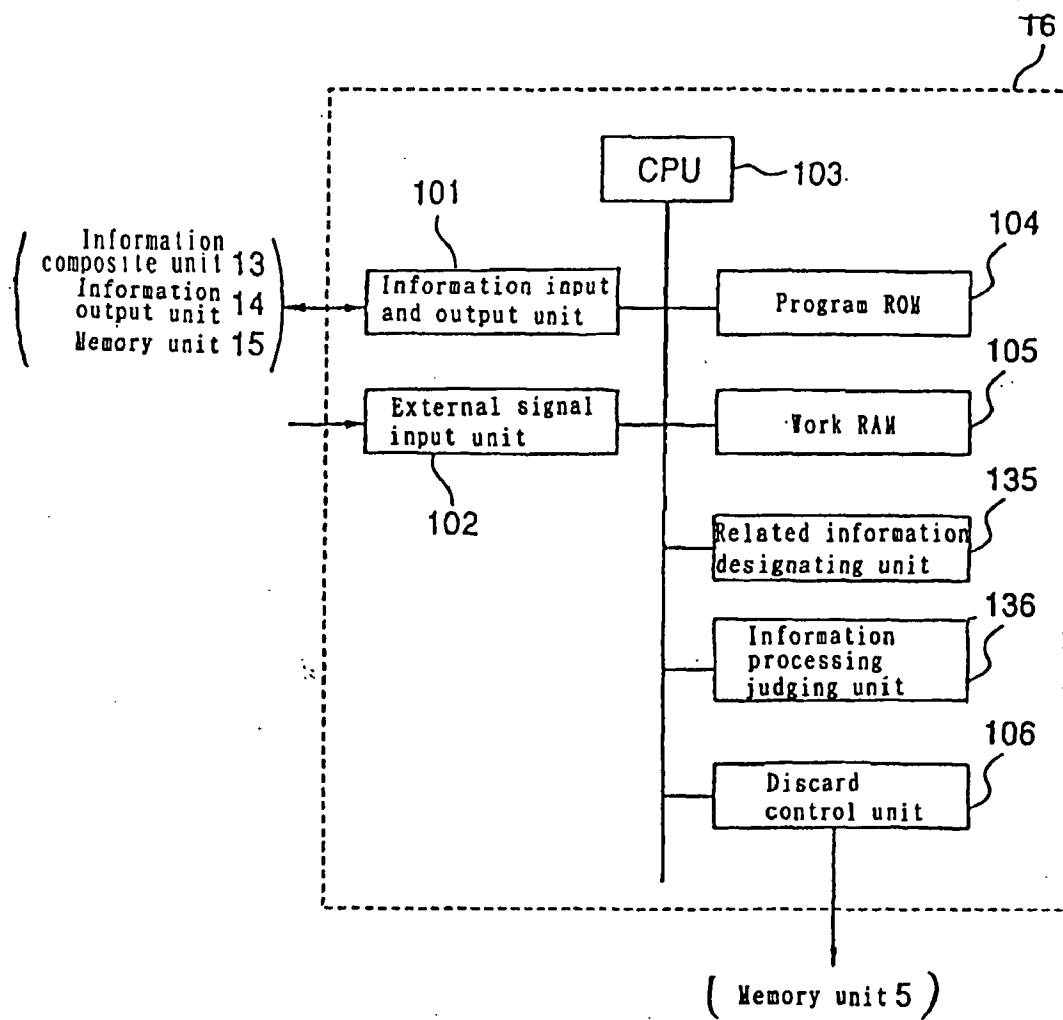 16
CPU
103
101
104
Information
composite unit 13
Information
output unit 14
Memory unit 15
Information input
and output unit
Program ROM
105
External signal
input unit
Work RAM
102
135
Related information
designating unit
136
Information
processing
judging unit
106
Discard
control unit
( Memory unit 5 )